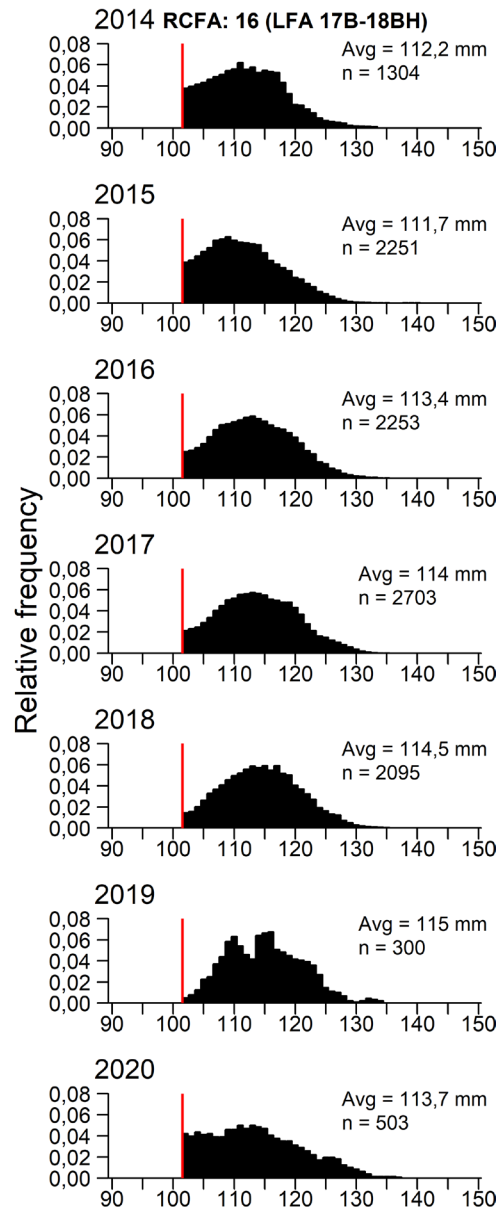 2014 RCFA: 16 (LFA 17B-18BH)
Avg = 112,2 mm
n = 1304
0,08
0,06
0,04
0,02
0,00
90 100 110 120 130 140 150
2015
Avg = 111,7 mm
n = 2251
0,08
0,06
0,04
0,02
0,00
90 100 110 120 130 140 150
2016
Avg = 113,4 mm
n = 2253
0,08
0,06
0,04
0,02
0,00
90 100 110 120 130 140 150
Relative frequency
2017
Avg = 114 mm
n = 2703
0,08
0,06
0,04
0,02
0,00
90 100 110 120 130 140 150
2018
Avg = 114,5 mm
n = 2095
0,08
0,06
0,04
0,02
0,00
90 100 110 120 130 140 150
2019
Avg = 115 mm
n = 300
0,08
0,06
0,04
0,02
0,00
90 100 110 120 130 140 150
2020
Avg = 113,7 mm
n = 503
0,08
0,06
0,04
0,02
0,00
90 100 110 120 130 140 150